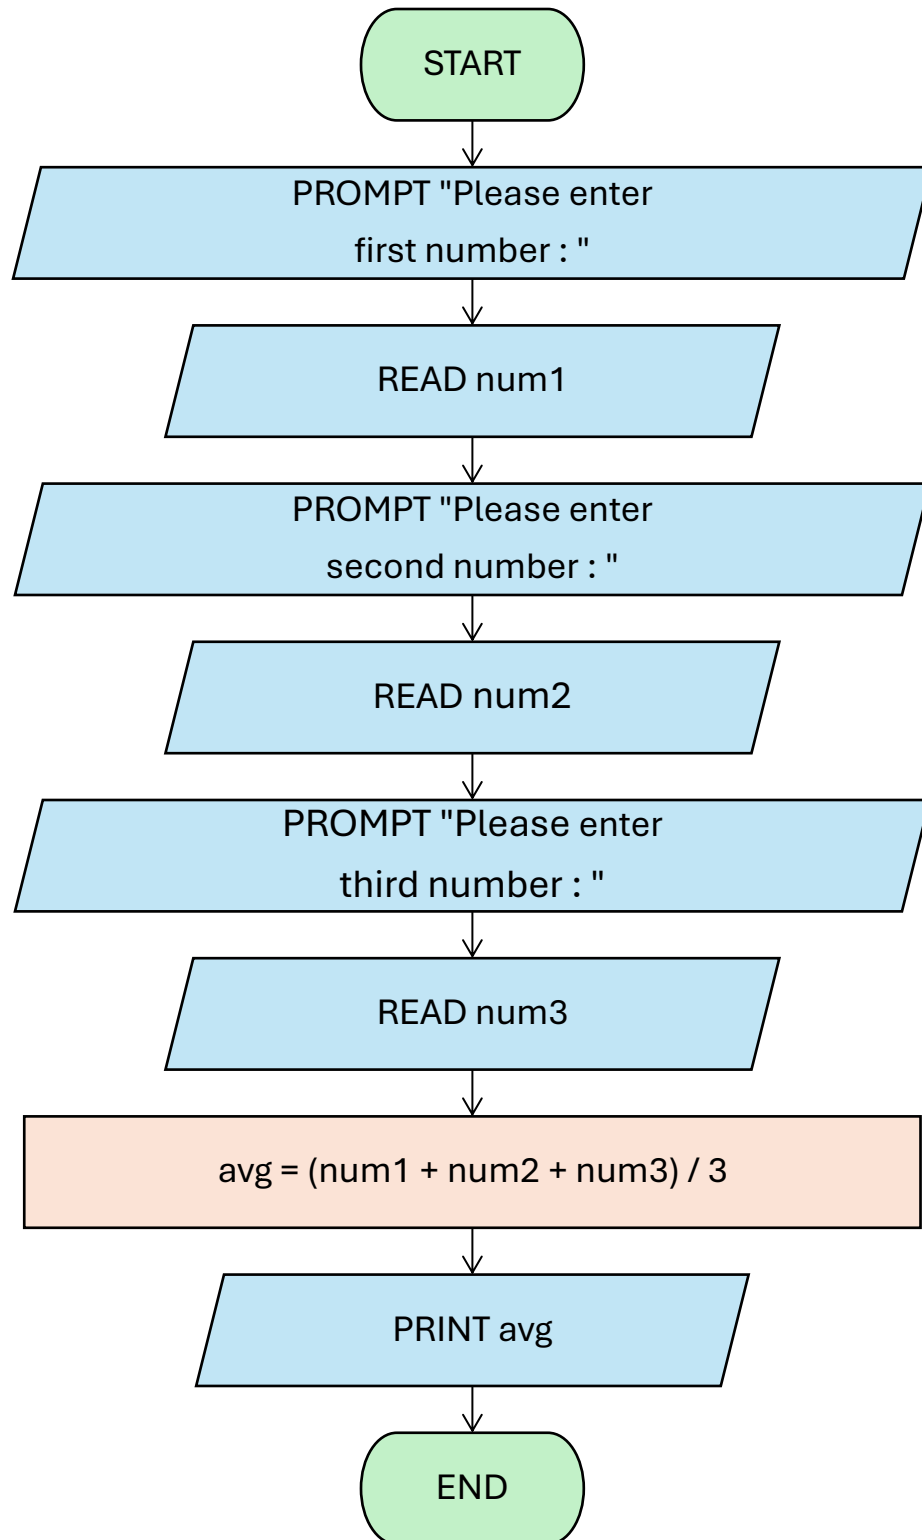 START
PROMPT "Please enter
first number : "
READ num1
PROMPT "Please enter
second number : "
READ num2
PROMPT "Please enter
third number : "
READ num3
avg = (num1 + num2 + num3) / 3
PRINT avg
END